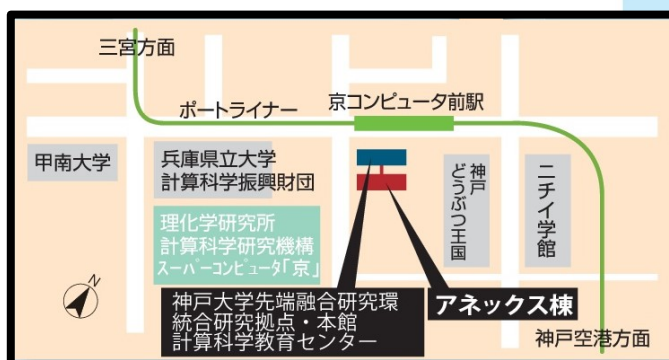 三宮方面
ポートライナー
京コンピュータ前駅
甲南大学
兵庫県立大学
計算科学振興財団
神戸
どうぶつ王国
ニチイ学館
理化学研究所
計算科学研究機構
スーパーコンピュータ「京」
N
神戸大学先端融合研究環
統合研究拠点・本館
計算科学教育センター
アネックス棟
神戸空港方面